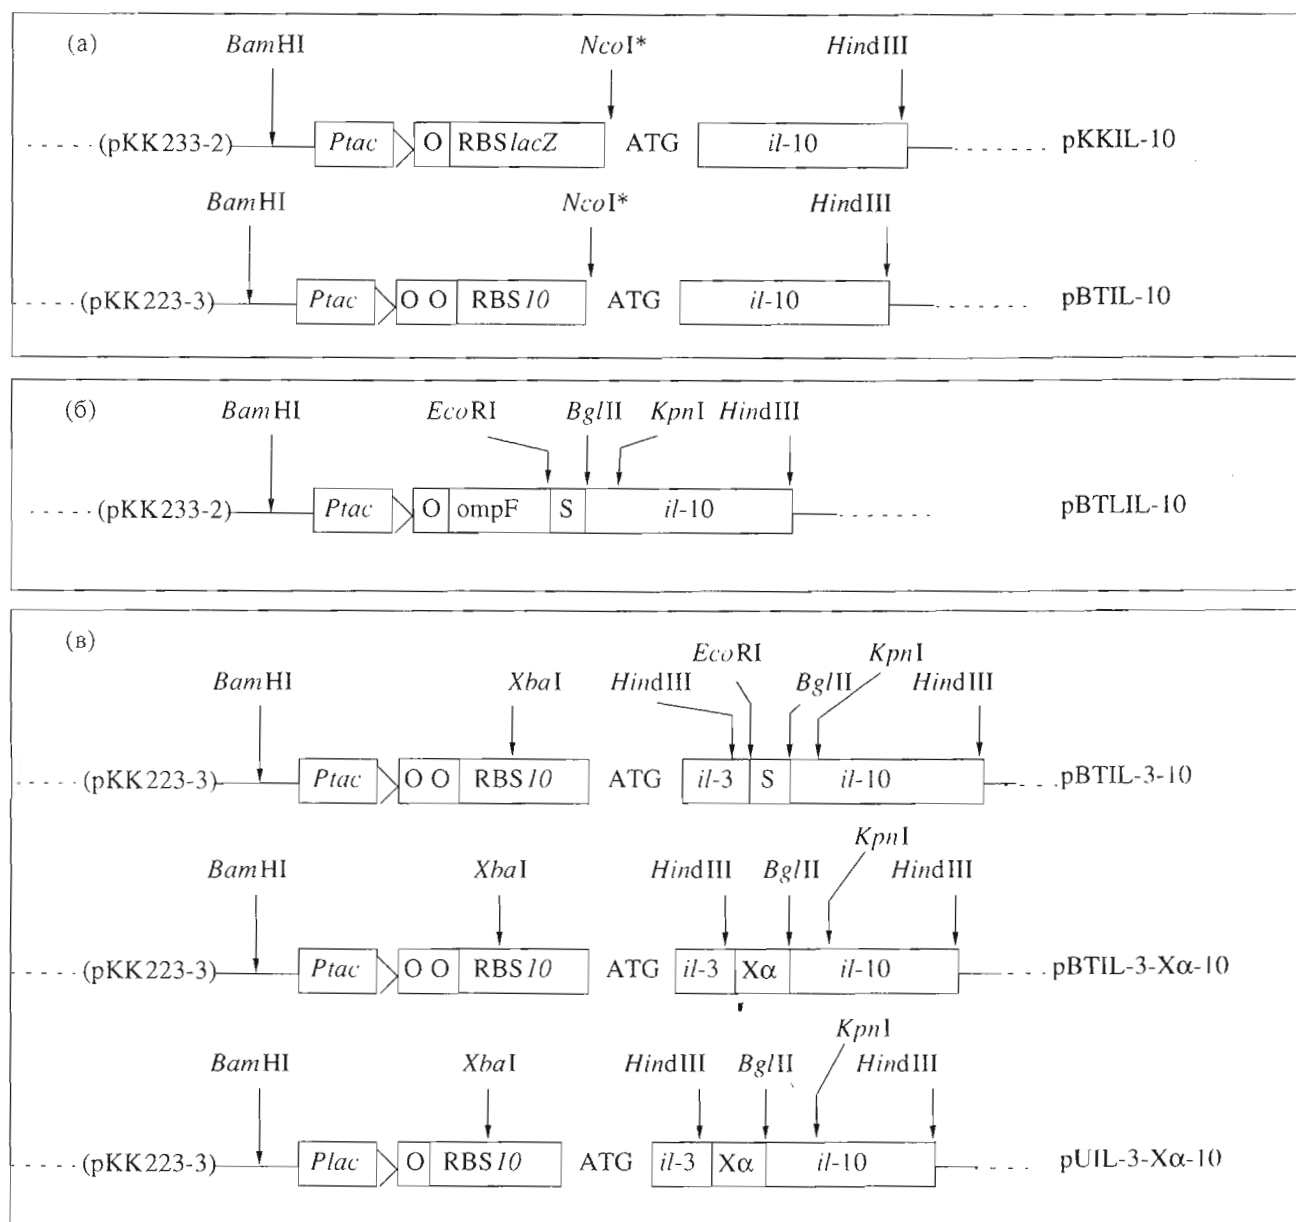 (а) BamHI NcoI* HindIII
(pKK233-2) Ptac O RBSlacZ ATG il-10 pKKIL-10
BamHI NcoI* HindIII
(pKK223-3) Ptac O O RBS10 ATG il-10 pBTIL-10
(б) BamHI EcoRI BglII KpnI HindIII
(pKK233-2) Ptac O ompF S il-10 pBTLIL-10
(в) EcoRI KpnI
BamHI XbaI HindIII BglII HindIII
(pKK223-3) Ptac O O RBS10 ATG il-3 S il-10 pBTIL-3-10
KpnI
BamHI XbaI HindIII BglII HindIII
(pKK223-3) Ptac O O RBS10 ATG il-3 Xα il-10 pBTIL-3-Xα-10
KpnI
BamHI XbaI HindIII BglII HindIII
(pKK223-3) Plac O RBS10 ATG il-3 Xα il-10 pUIL-3-Xα-10